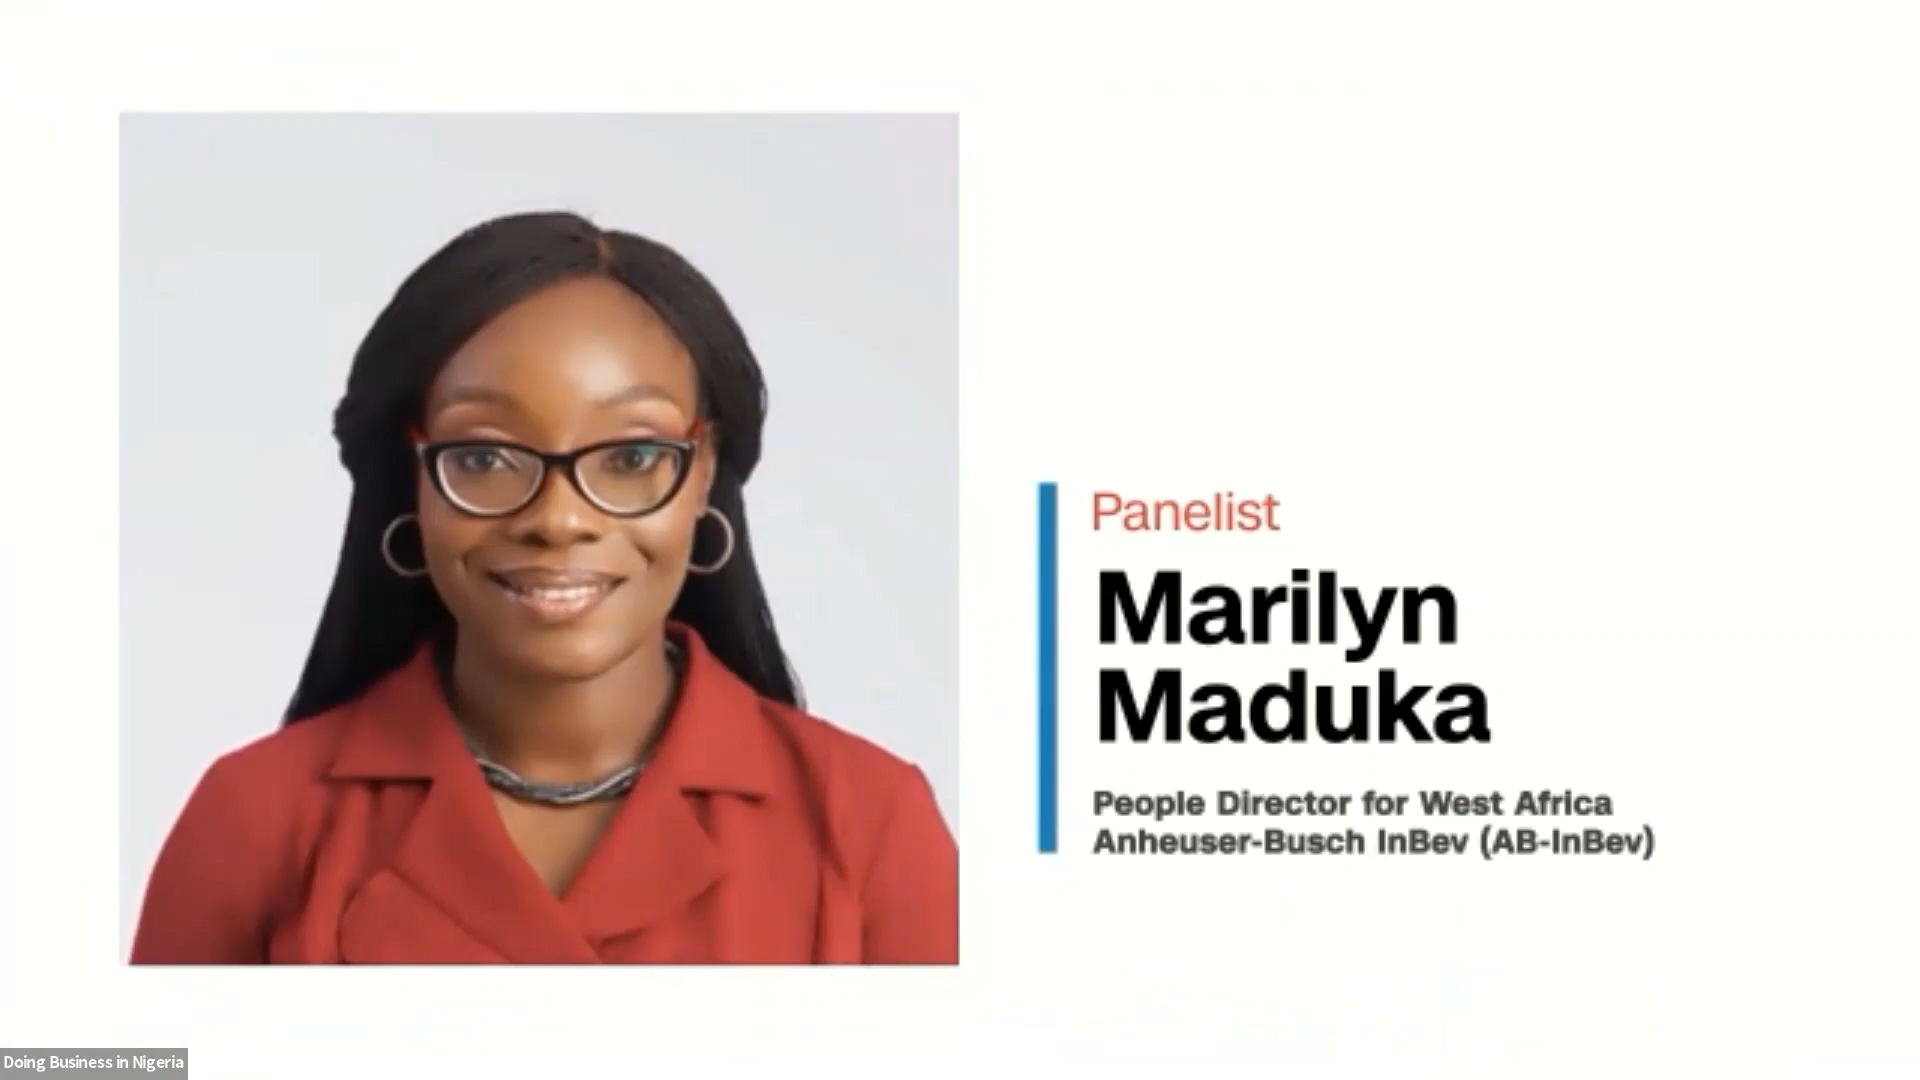 Panelist
Marilyn
Maduka
People Director for West Africa
Anheuser-Busch InBev (AB-InBev)
Doing Business in Nigeria